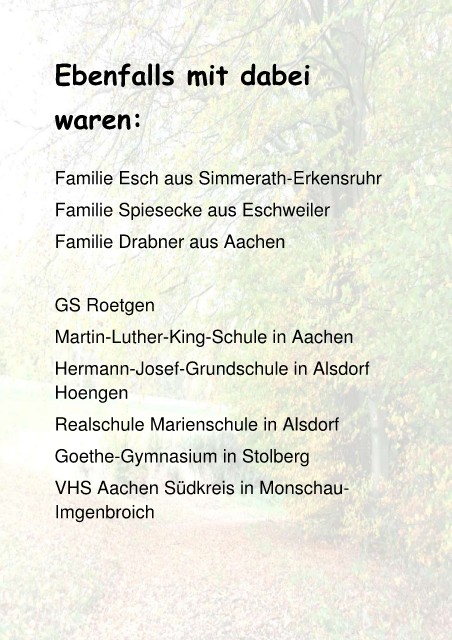 Ebenfalls mit dabei
waren:
Familie Esch aus Simmerath-Erkensruhr
Familie Spiesecke aus Eschweiler
Familie Drabner aus Aachen
GS Roetgen
Martin-Luther-King-Schule in Aachen
Hermann-Josef-Grundschule in Alsdorf
Hoengen
Realschule Marienschule in Alsdorf
Goethe-Gymnasium in Stolberg
VHS Aachen Südkreis in Monschau-
Imgenbroich